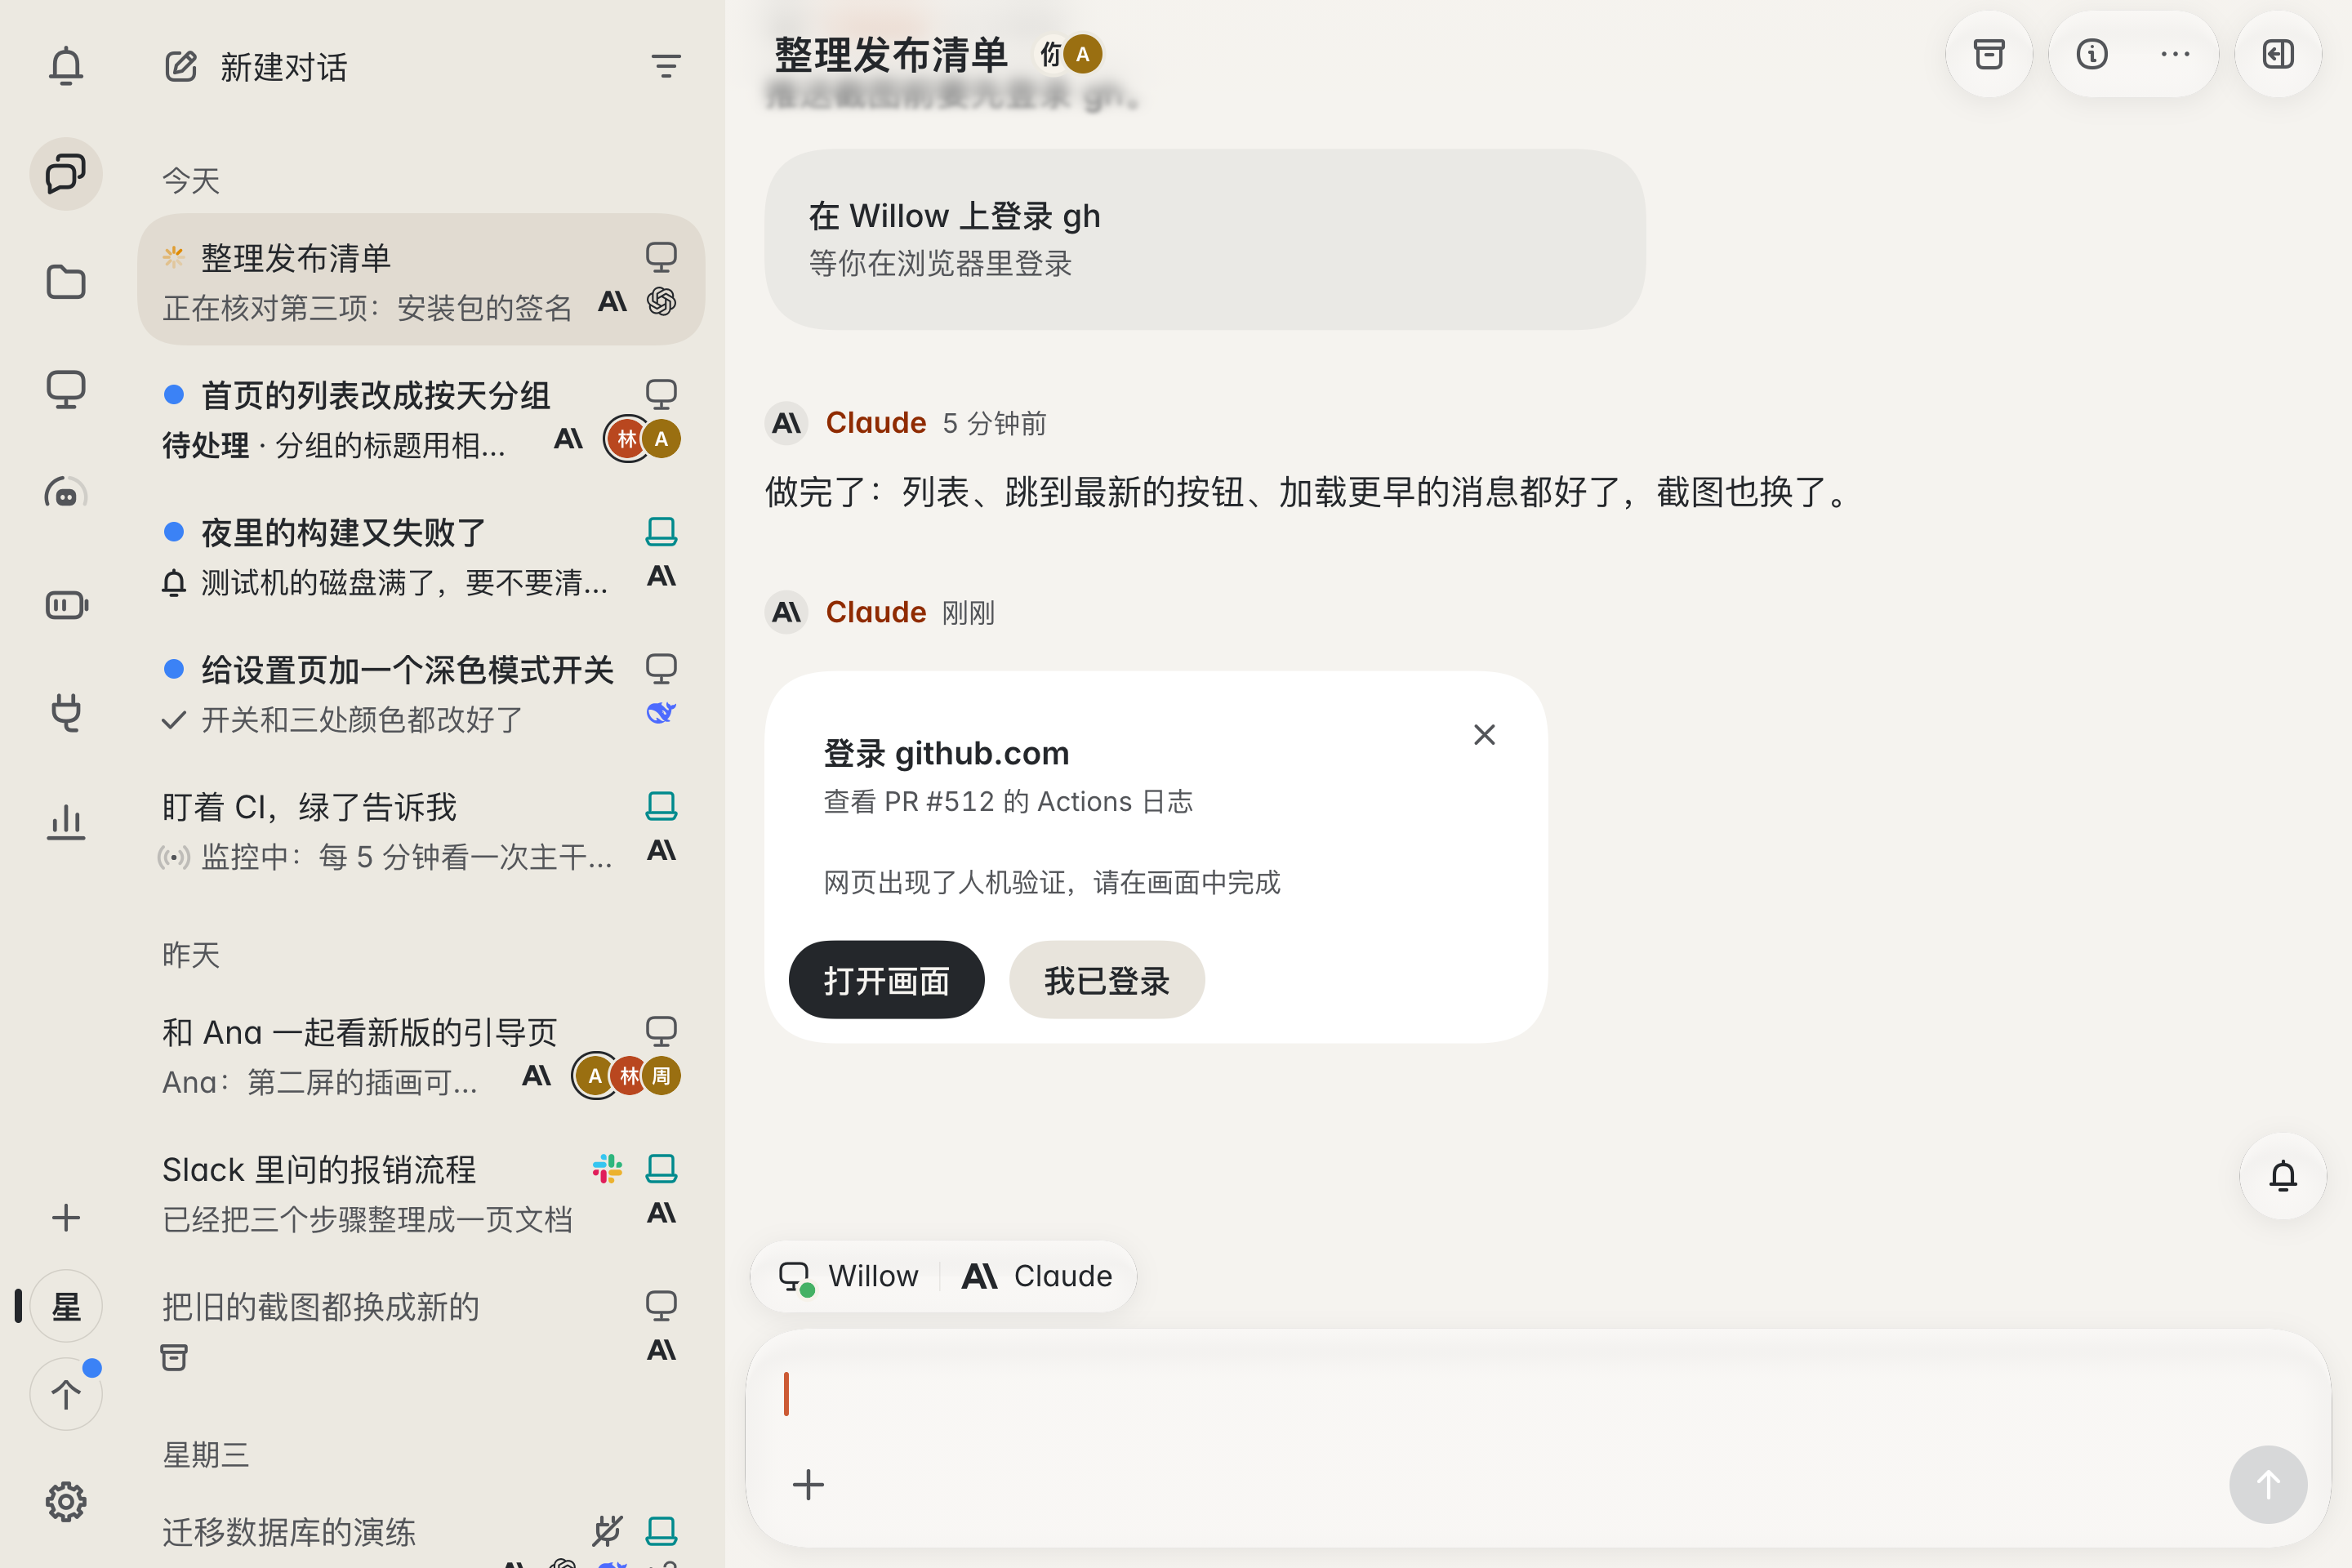 新建对话
今天
整理发布清单
正在核对第三项：安装包的签名
首页的列表改成按天分组
待处理 · 分组的标题用相...
林 A
夜里的构建又失败了
测试机的磁盘满了，要不要清...
给设置页加一个深色模式开关
开关和三处颜色都改好了
盯着 CI，绿了告诉我
监控中：每 5 分钟看一次主干...
昨天
和 Ana 一起看新版的引导页
Ana：第二屏的插画可...
A 林 周
Slack 里问的报销流程
已经把三个步骤整理成一页文档
把旧的截图都换成新的
星期三
迁移数据库的演练
星
个
整理发布清单 你 A
推送截图前要先登录 gh。
在 Willow 上登录 gh
等你在浏览器里登录
Claude 5 分钟前
做完了：列表、跳到最新的按钮、加载更早的消息都好了，截图也换了。
Claude 刚刚
登录 github.com
查看 PR #512 的 Actions 日志
网页出现了人机验证，请在画面中完成
打开画面 我已登录
Willow Claude